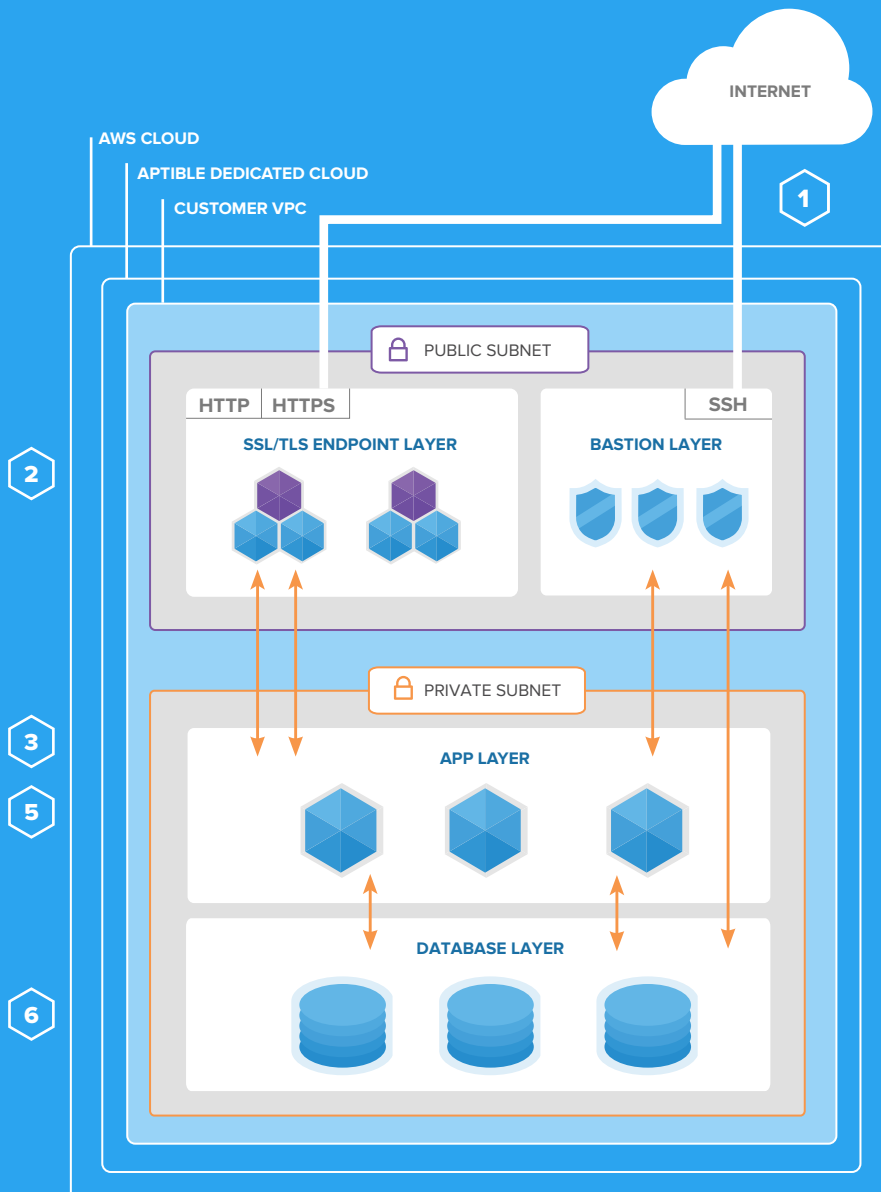 INTERNET
AWS CLOUD
APTIBLE DEDICATED CLOUD
1
CUSTOMER VPC
PUBLIC SUBNET
HTTP
HTTPS
SSH
SSL/TLS ENDPOINT LAYER
BASTION LAYER
2
PRIVATE SUBNET
3
APP LAYER
5
DATABASE LAYER
6